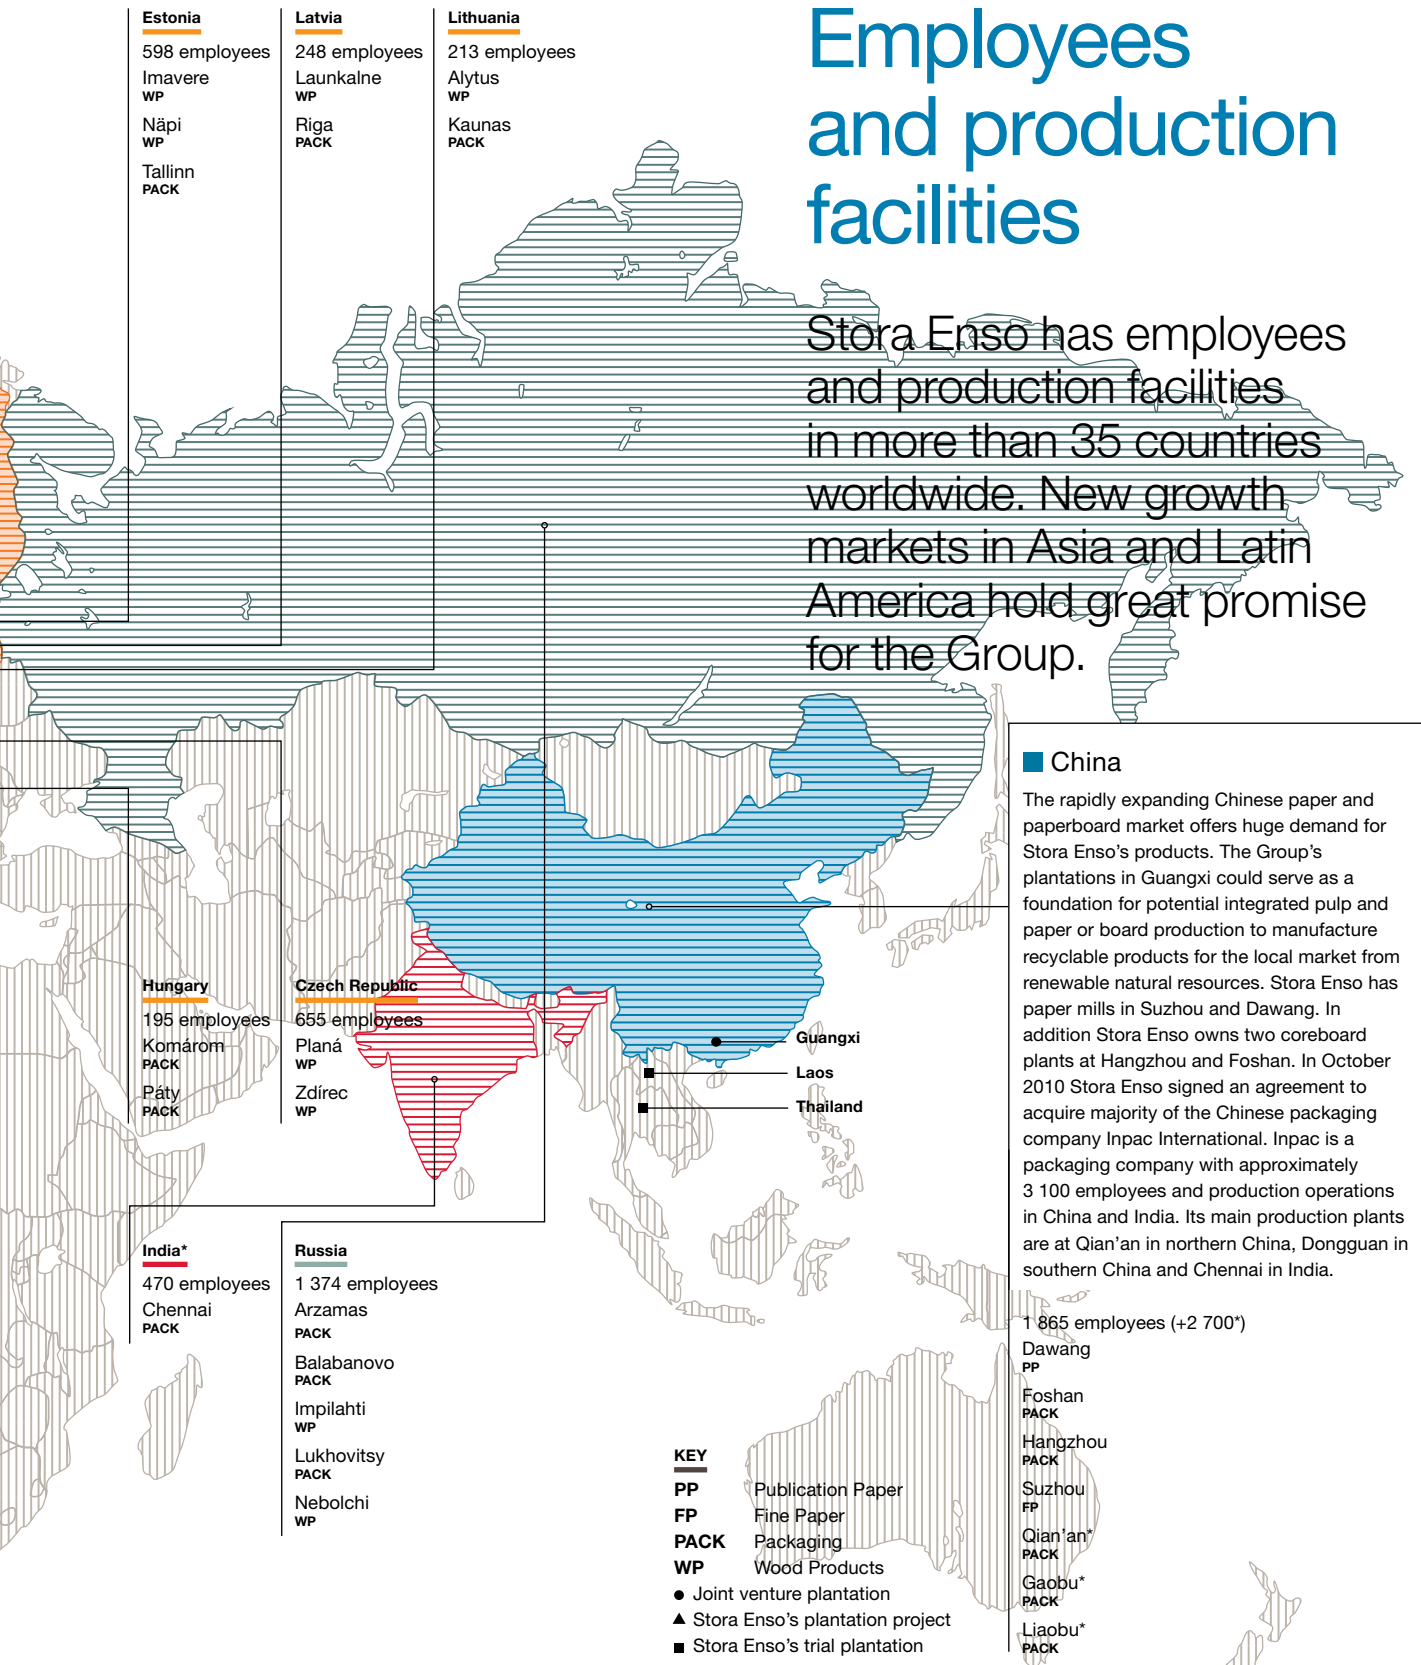 Estonia
598 employees
Imavere
WP
Näpi
WP
Tallinn
PACK
Latvia
248 employees
Launkalne
WP
Riga
PACK
Lithuania
213 employees
Alytus
WP
Kaunas
PACK
Employees
and production
facilities
Stora Enso has employees
and production facilities
in more than 35 countries
worldwide. New growth
markets in Asia and Latin
America hold great promise
for the Group.
China
The rapidly expanding Chinese paper and
paperboard market offers huge demand for
Stora Enso's products. The Group's
plantations in Guangxi could serve as a
foundation for potential integrated pulp and
paper or board production to manufacture
recyclable products for the local market from
renewable natural resources. Stora Enso has
paper mills in Suzhou and Dawang. In
addition Stora Enso owns two coreboard
plants at Hangzhou and Foshan. In October
2010 Stora Enso signed an agreement to
acquire majority of the Chinese packaging
company Inpac International. Inpac is a
packaging company with approximately
3 100 employees and production operations
in China and India. Its main production plants
are at Qian'an in northern China, Dongguan in
southern China and Chennai in India.
1 865 employees (+2 700*)
Dawang
PP
Foshan
PACK
Hangzhou
PACK
Suzhou
FP
Qian'an*
PACK
Gaobu*
PACK
Liaobu*
PACK
Hungary
195 employees
Komárom
PACK
Páty
PACK
Czech Republic
655 employees
Planá
WP
Zdírec
WP
Guangxi
Laos
Thailand
India*
470 employees
Chennai
PACK
Russia
1 374 employees
Arzamas
PACK
Balabanovo
PACK
Impilahti
WP
Lukhovitsy
PACK
Nebolchi
WP
KEY
PP Publication Paper
FP Fine Paper
PACK Packaging
WP Wood Products
● Joint venture plantation
▲ Stora Enso's plantation project
■ Stora Enso's trial plantation